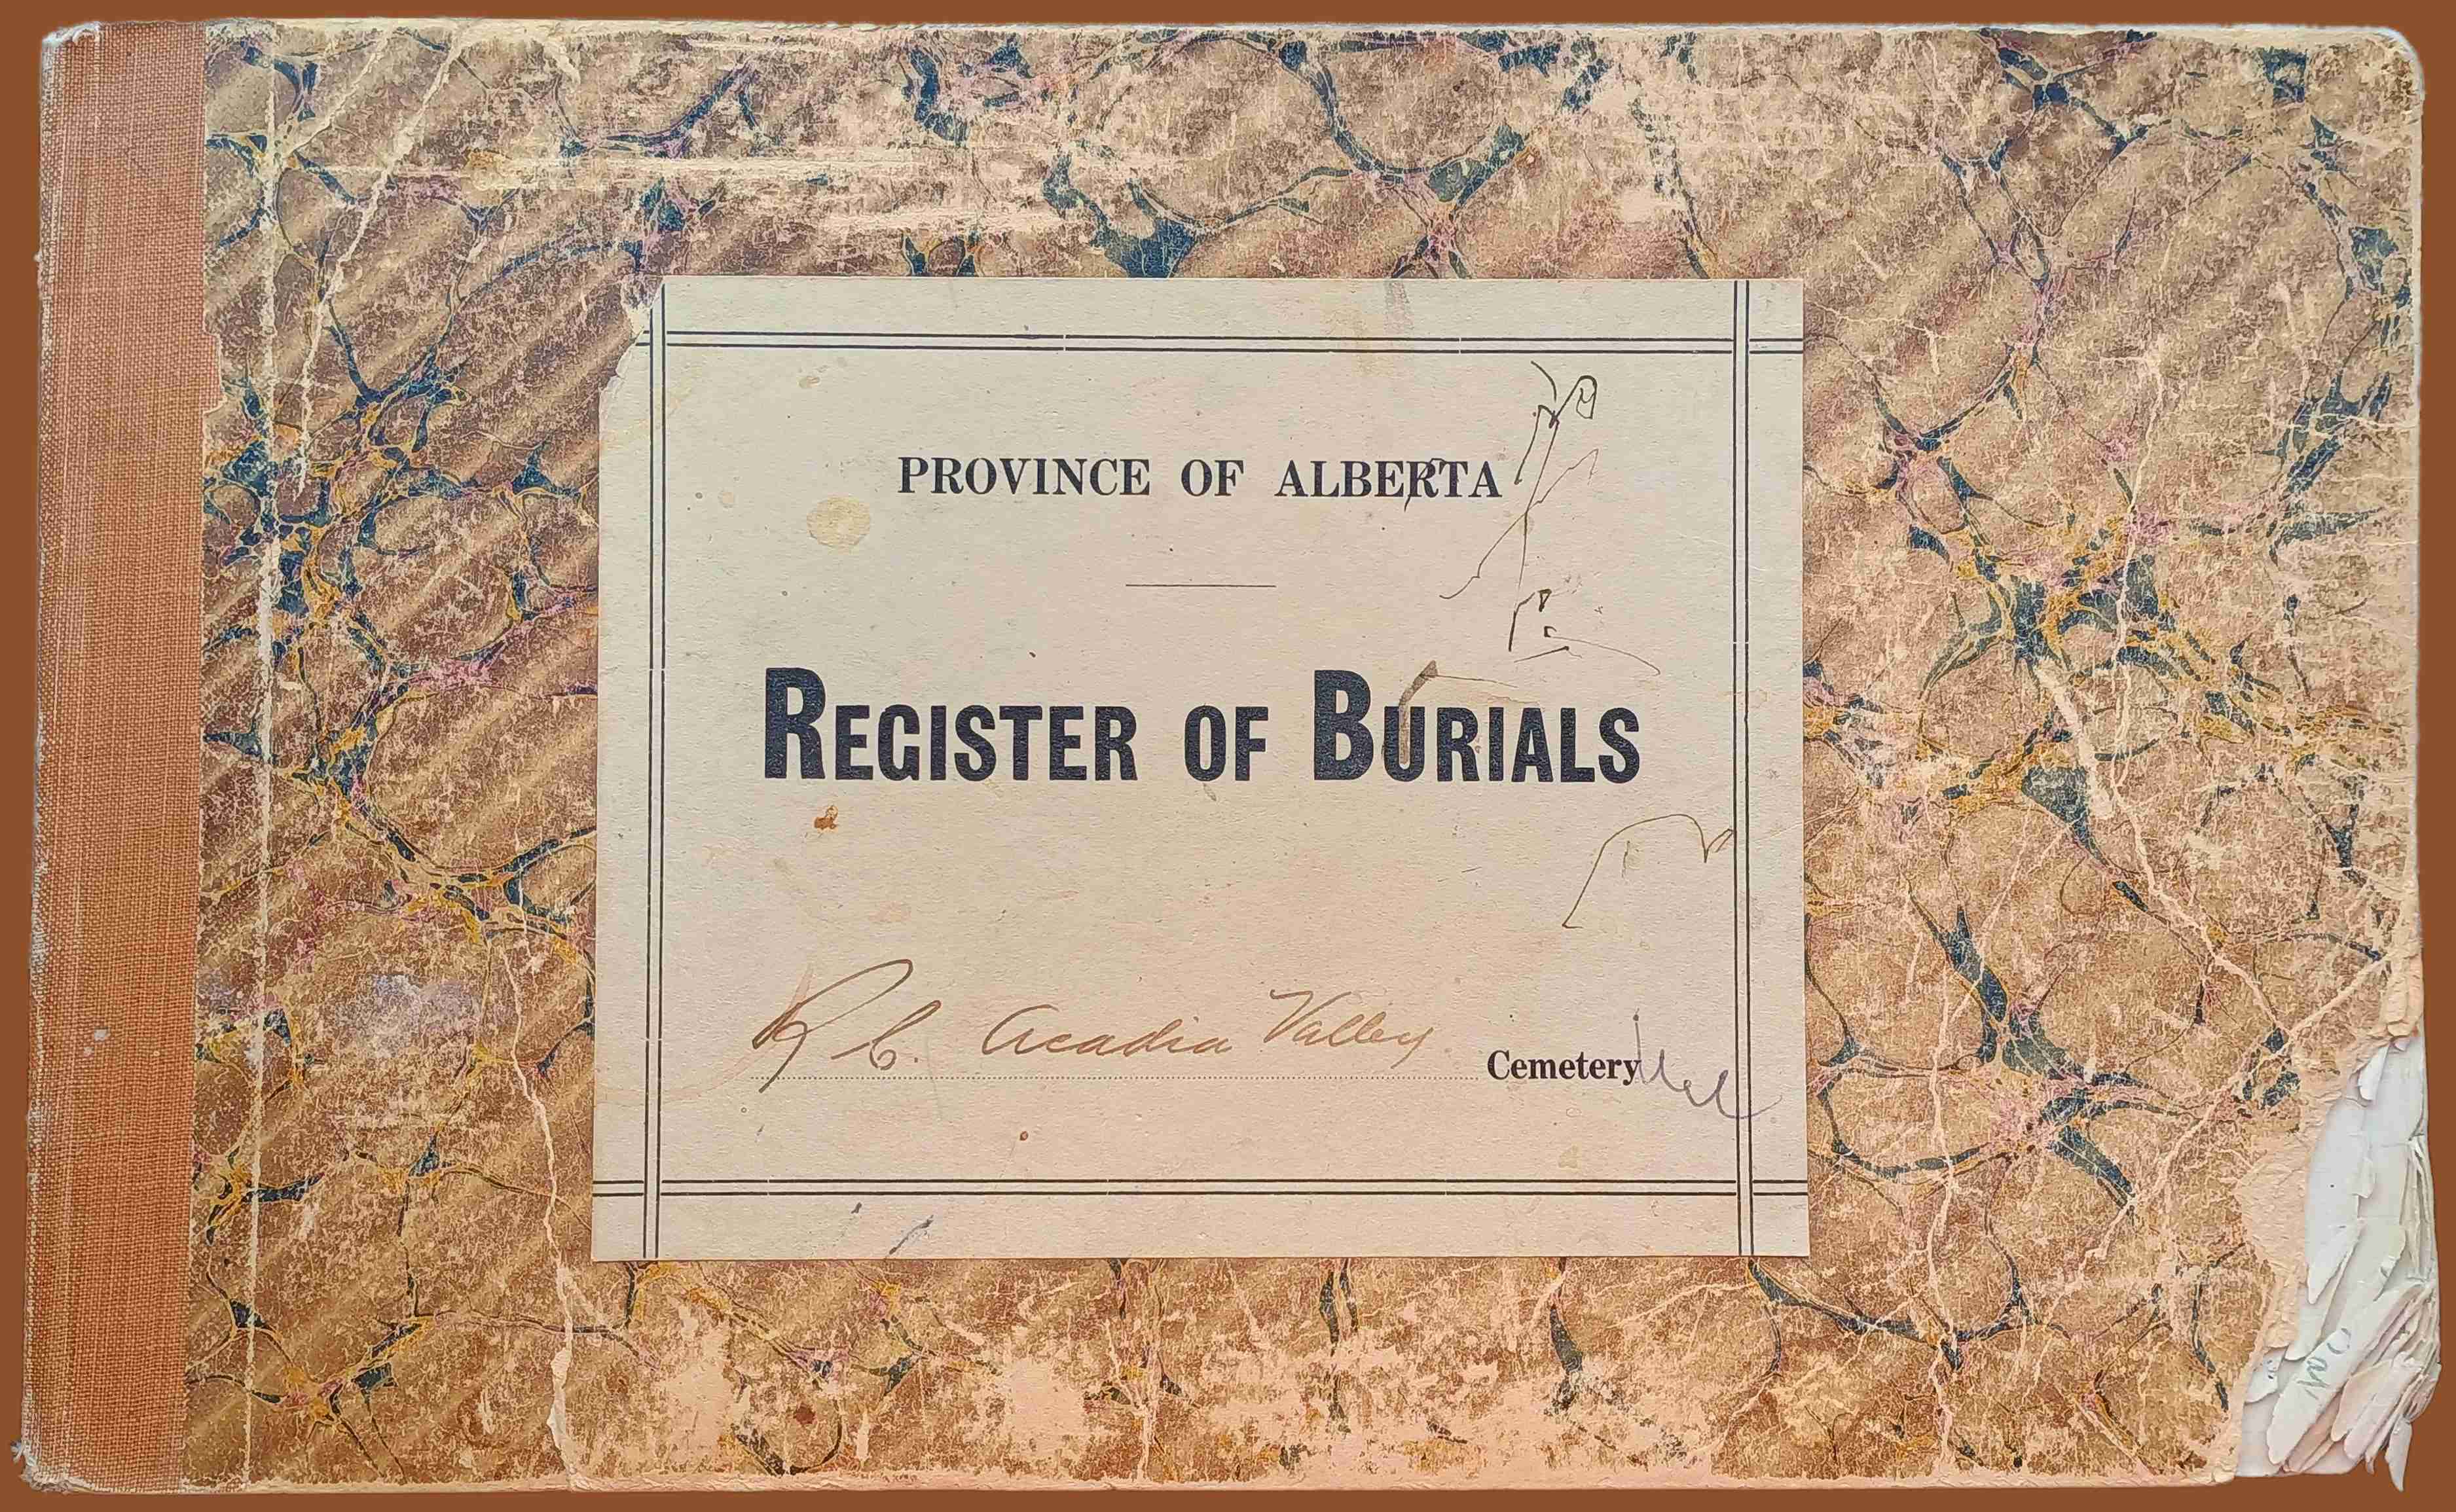 PROVINCE OF ALBERTA
REGISTER OF BURIALS
R C. Acadia Valley Cemetery